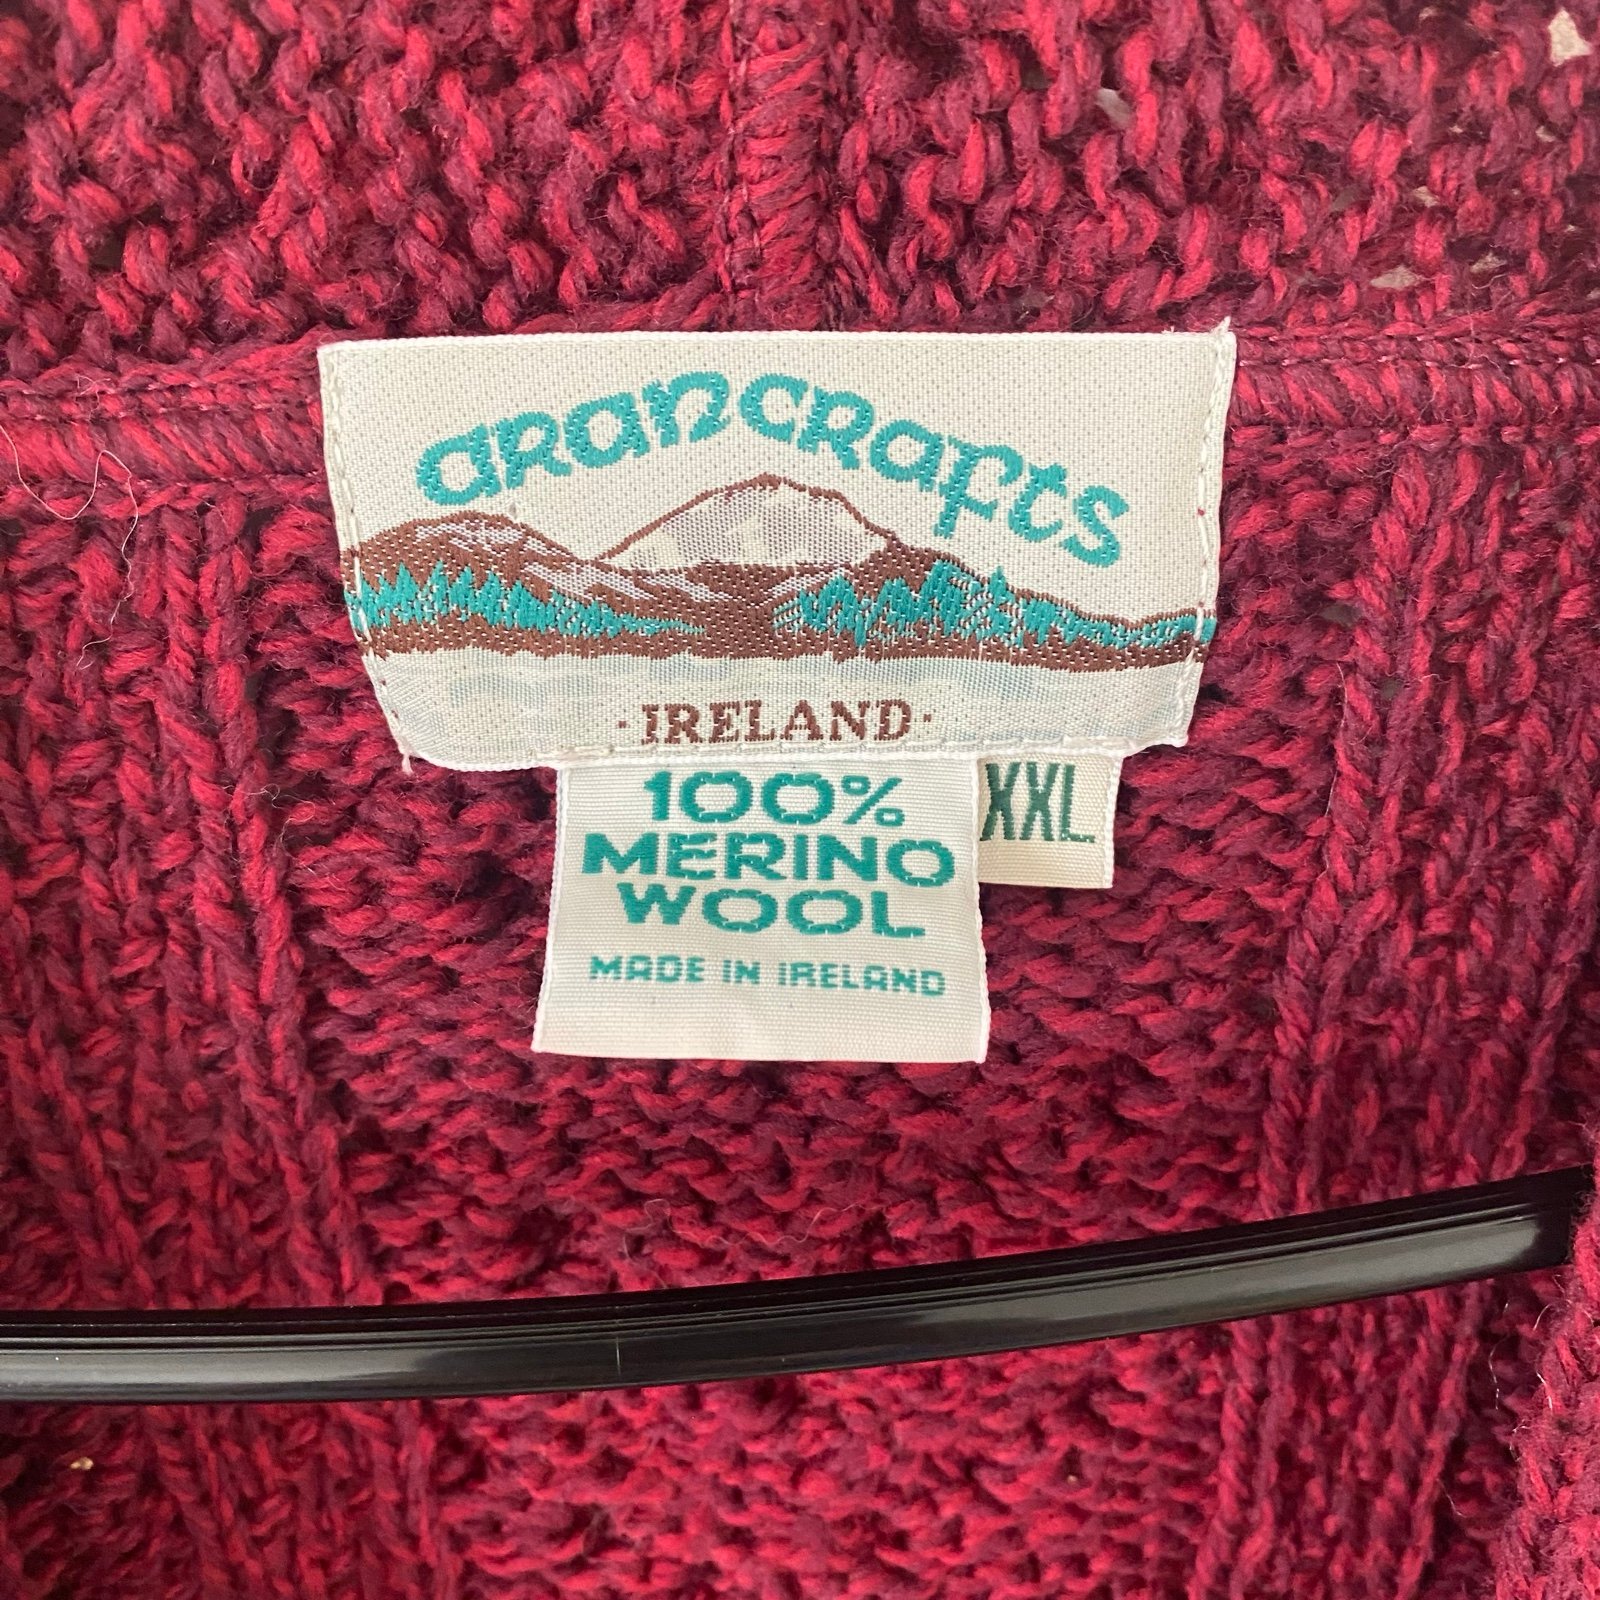 arancrafts
·IRELAND·
100%
MERINO
WOOL
MADE IN IRELAND
XXL